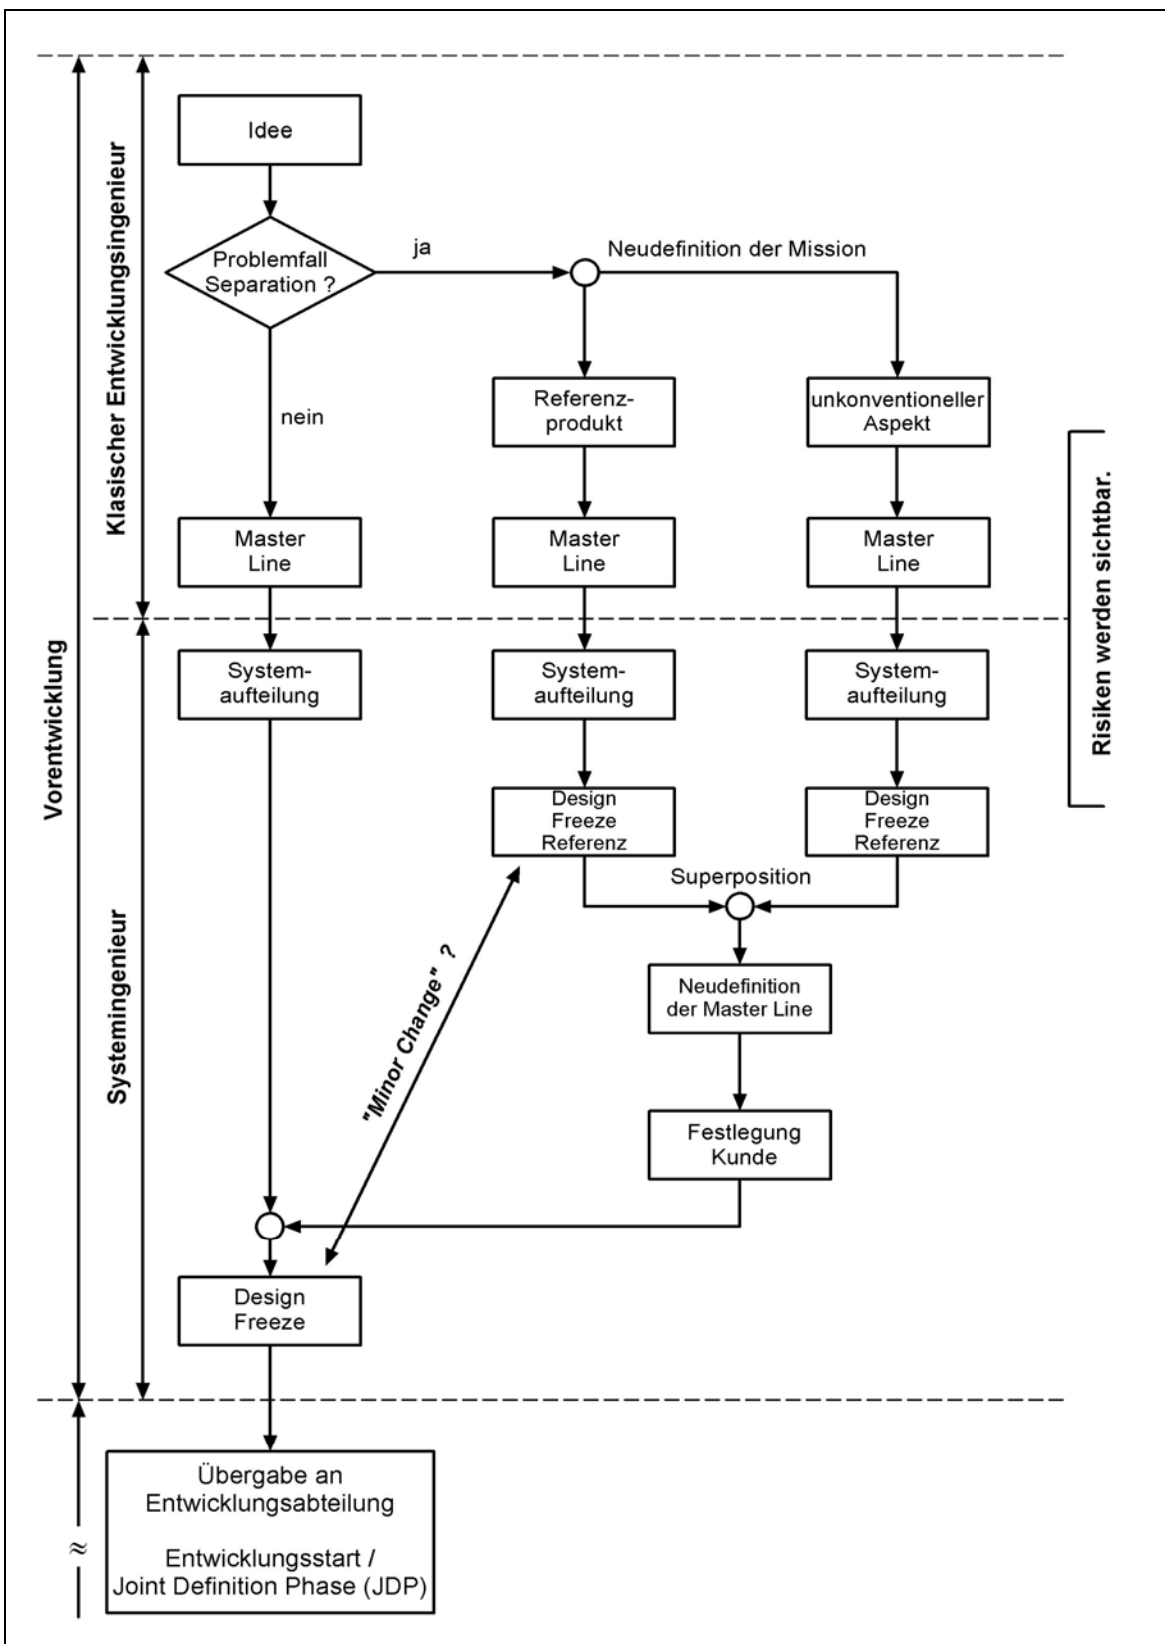 Idee
Problemfall
Separation ?
ja
Neudefinition der Mission
nein
Referenz-
produkt
unkonventioneller
Aspekt
Master
Line
Master
Line
Master
Line
Klasischer Entwicklungsingenieur
Risiken werden sichtbar.
Vorentwicklung
System-
aufteilung
System-
aufteilung
System-
aufteilung
Design
Freeze
Referenz
Design
Freeze
Referenz
Superposition
Systemingenieur
"Minor Change" ?
Neudefinition
der Master Line
Festlegung
Kunde
Design
Freeze
≈
Übergabe an
Entwicklungsabteilung
Entwicklungsstart /
Joint Definition Phase (JDP)